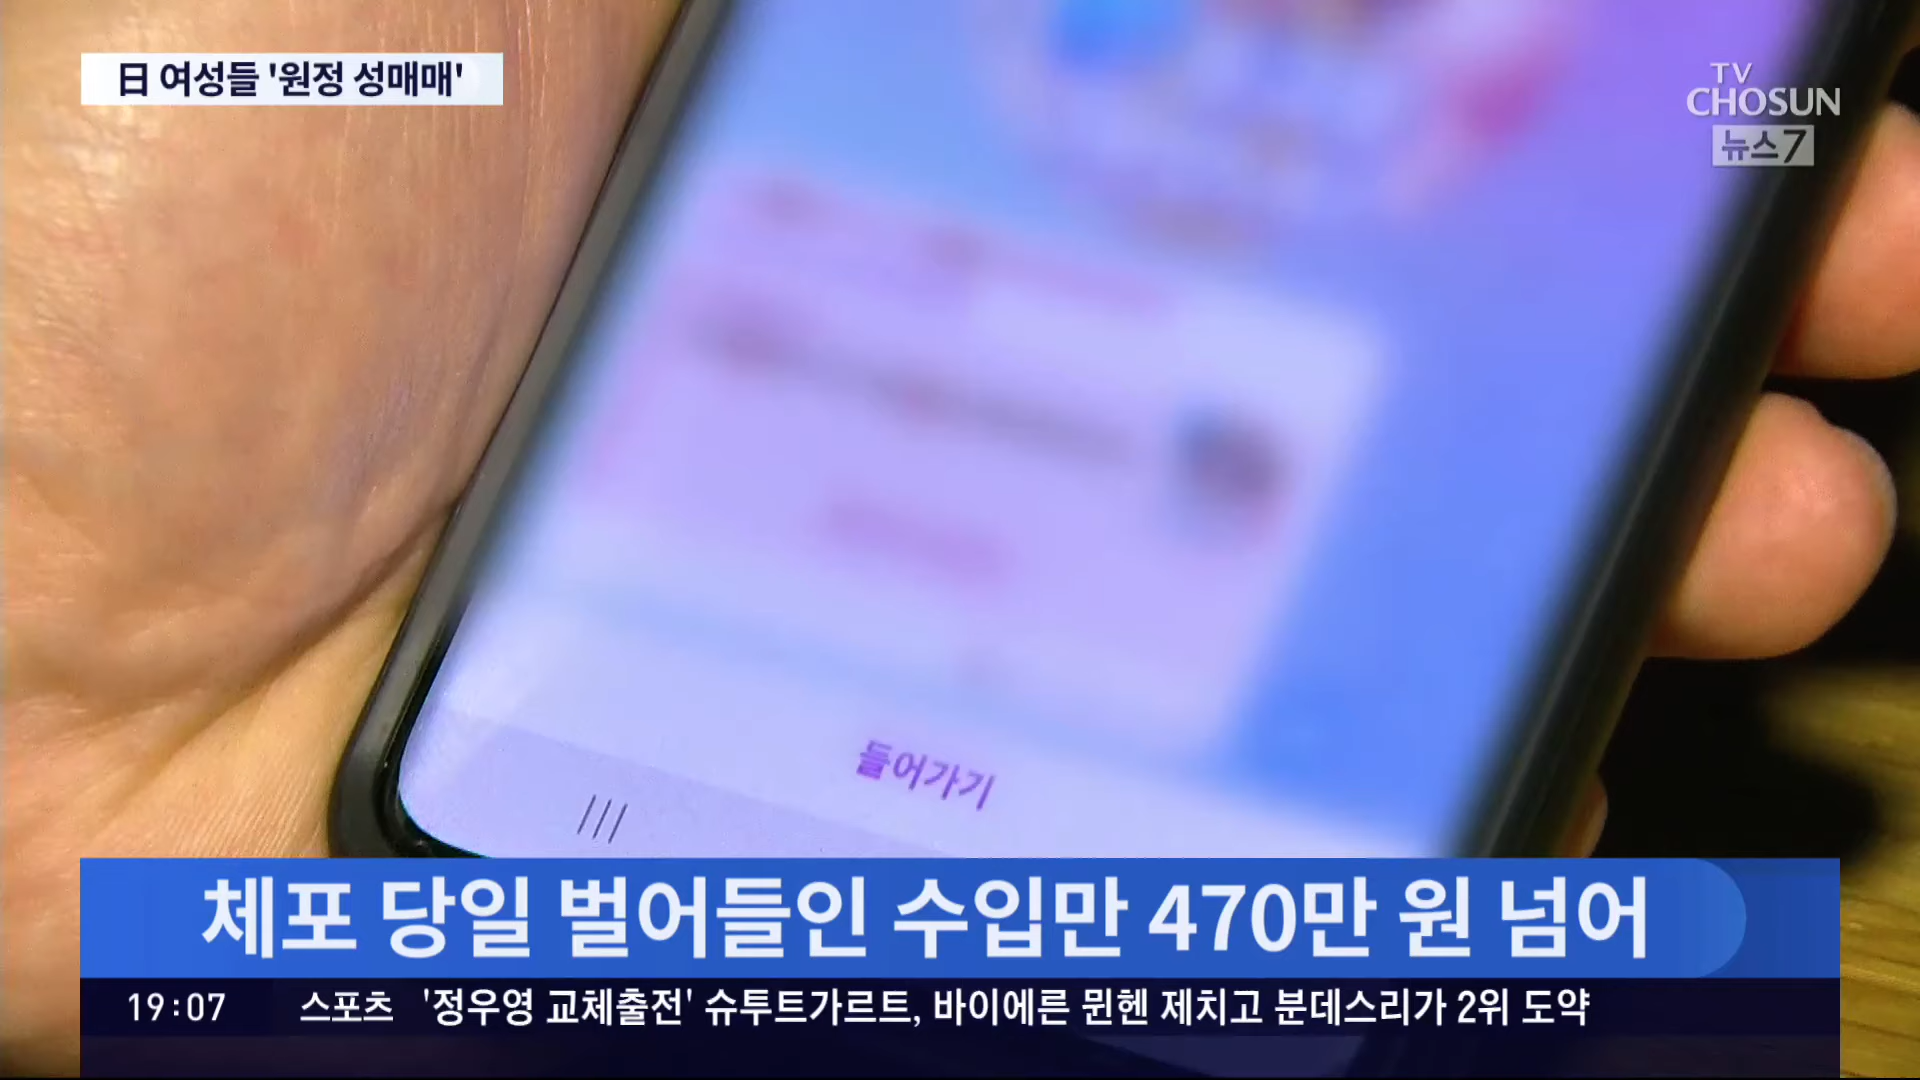 日 여성들 '원정 성매매'
TV
CHOSUN
뉴스7
들어가기
체포 당일 벌어들인 수입만 470만 원 넘어
19:07 스포츠 '정우영 교체출전' 슈투트가르트, 바이에른 뮌헨 제치고 분데스리가 2위 도약